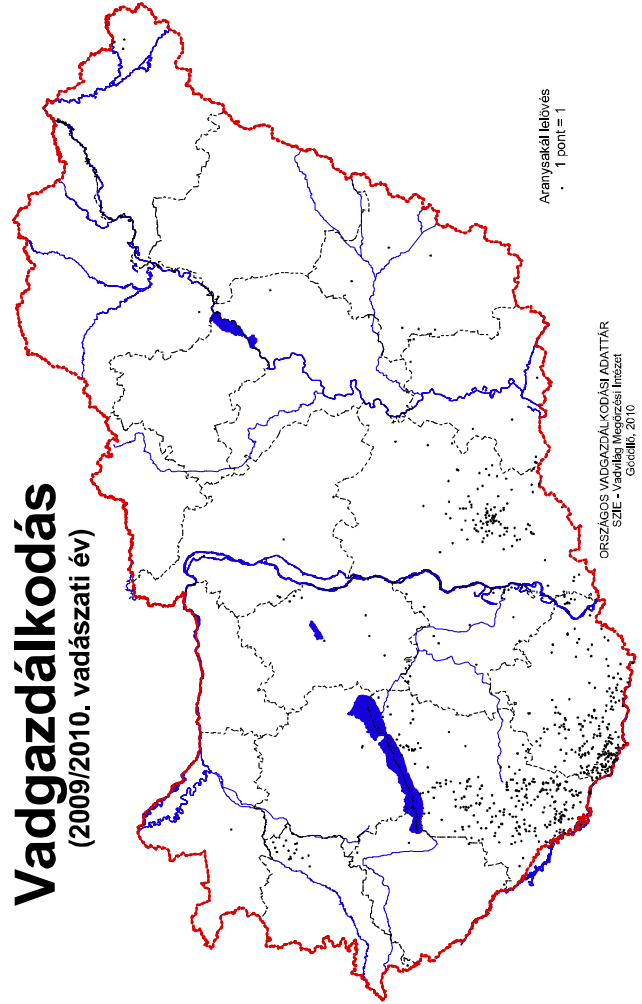 Vadgazdálkodás
(2009/2010. vadászati év)
Aranysakál lelövés
. 1 pont = 1
ORSZÁGOS VADGAZDÁLKODÁSI ADATTÁR
SZIE - Vadvilág Megőrzési Intézet
Gödöllő, 2010